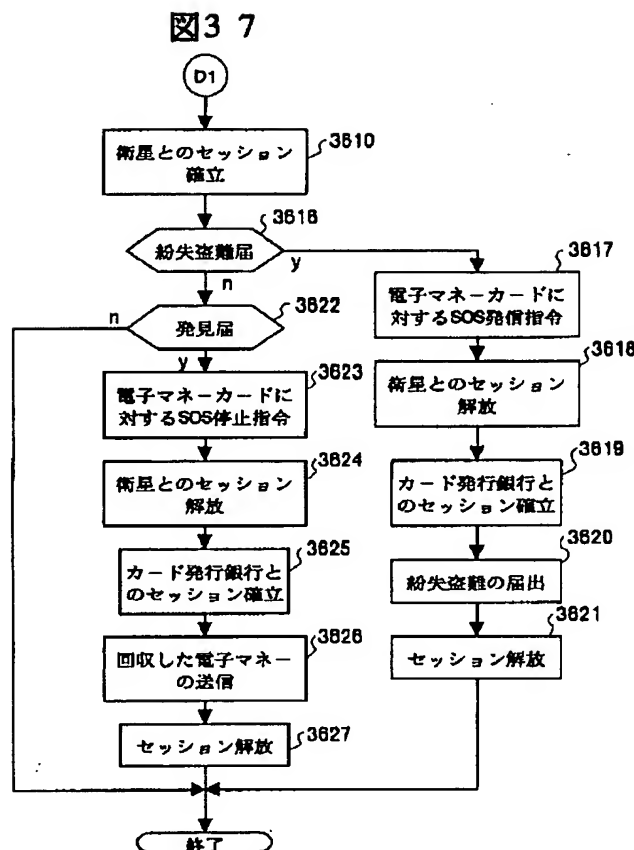 図37
D1
衛星とのセッション
確立
3610
紛失盗難届
3616
y
n
発見届
3622
n
y
電子マネーカードに
対するSOS発信指令
3617
衛星とのセッション
解放
3618
カード発行銀行と
のセッション確立
3619
紛失盗難の届出
3620
セッション解放
3621
電子マネーカードに
対するSOS停止指令
3623
衛星とのセッション
解放
3624
カード発行銀行と
のセッション確立
3625
回収した電子マネー
の送信
3626
セッション解放
3627
終了